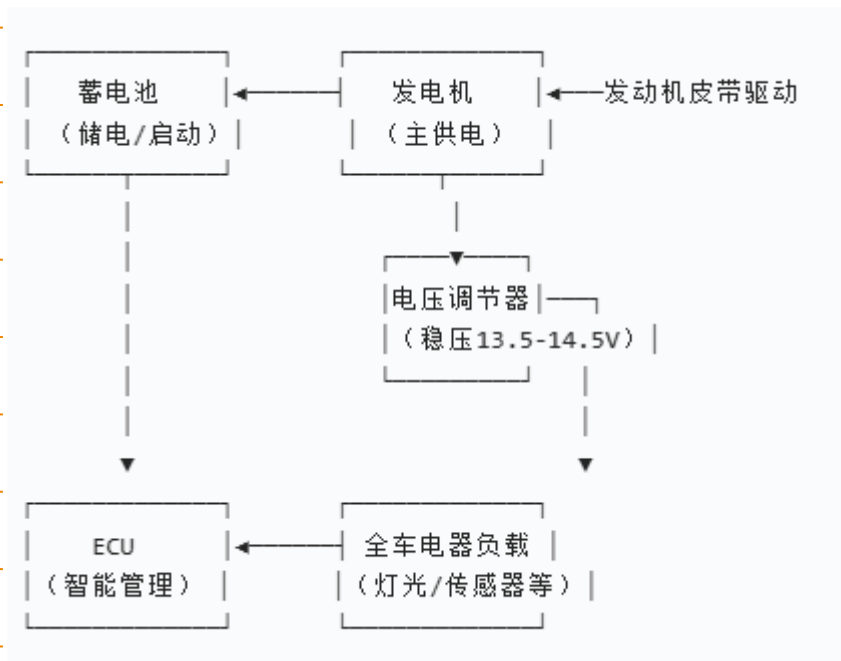 蓄电池 发电机 发动机皮带驱动
（储电/启动） （主供电）
电压调节器
（稳压13.5-14.5V）
ECU 全车电器负载
（智能管理） （灯光/传感器等）